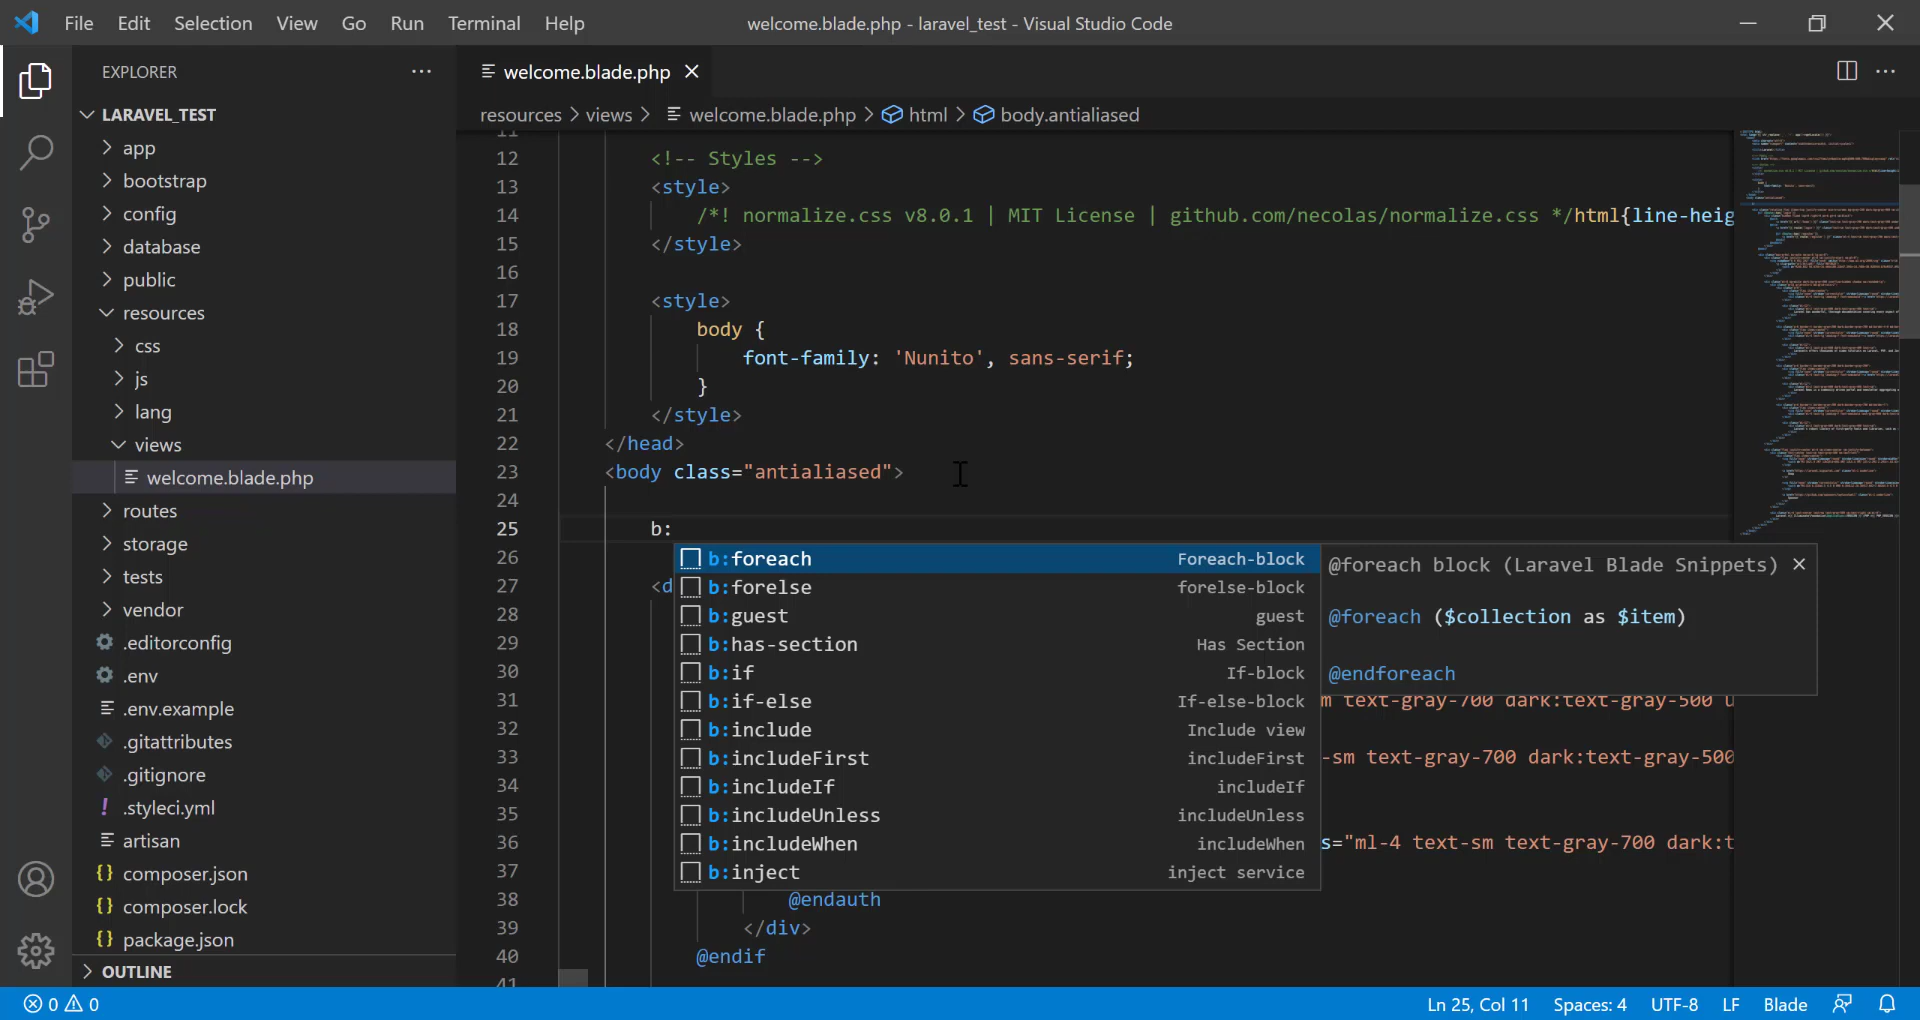 File Edit Selection View Go Run Terminal Help
welcome.blade.php - laravel_test - Visual Studio Code
EXPLORER
LARAVEL_TEST
app
bootstrap
config
database
public
resources
css
js
lang
views
welcome.blade.php
routes
storage
tests
vendor
.editorconfig
.env
.env.example
.gitattributes
.gitignore
! .styleci.yml
artisan
{} composer.json
{} composer.lock
{} package.json
OUTLINE
welcome.blade.php
resources > views > welcome.blade.php > html > body.antialiased
11
12 <!-- Styles -->
13 <style>
14 /*! normalize.css v8.0.1 | MIT License | github.com/necolas/normalize.css */html{line-heig
15 </style>
16
17 <style>
18 body {
19 font-family: 'Nunito', sans-serif;
20 }
21 </style>
22 </head>
23 <body class="antialiased">
24
25 b:
26
27 <d
28
29
30
31 m text-gray-700 dark:text-gray-500 u
32
33 -sm text-gray-700 dark:text-gray-500
34
35
36 s="ml-4 text-sm text-gray-700 dark:t
37
38 @endauth
39 </div>
40 @endif
41
b:foreach Foreach-block
b:forelse forelse-block
b:guest guest
b:has-section Has Section
b:if If-block
b:if-else If-else-block
b:include Include view
b:includeFirst includeFirst
b:includeIf includeIf
b:includeUnless includeUnless
b:includeWhen includeWhen
b:inject inject service
@foreach block (Laravel Blade Snippets)
@foreach ($collection as $item)
@endforeach
0 0
Ln 25, Col 11 Spaces: 4 UTF-8 LF Blade